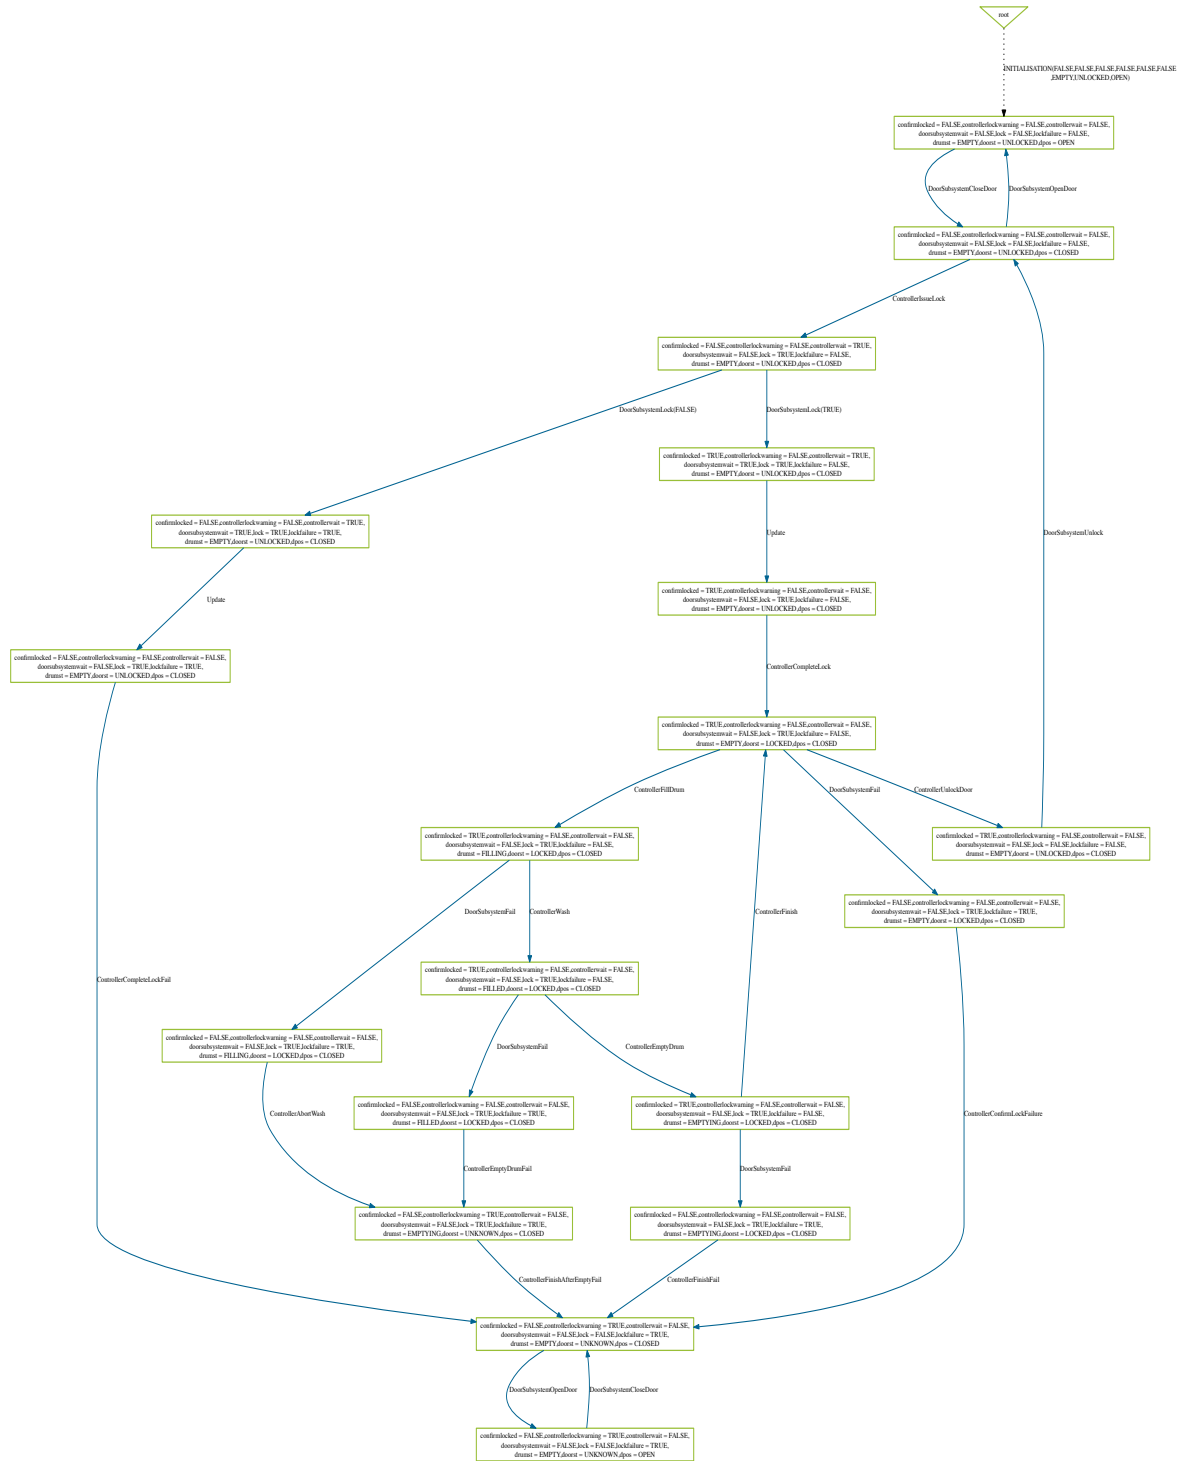 root
INITIALISATION(FALSE,FALSE,FALSE,FALSE,FALSE,FALSE
,EMPTY,UNLOCKED,OPEN)
confirmlocked = FALSE,controllerlockwarning = FALSE,controllerwait = FALSE,
doorsubsystemwait = FALSE,lock = FALSE,lockfailure = FALSE,
drumst = EMPTY,doorst = UNLOCKED,dpos = OPEN
DoorSubsystemCloseDoor
DoorSubsystemOpenDoor
confirmlocked = FALSE,controllerlockwarning = FALSE,controllerwait = FALSE,
doorsubsystemwait = FALSE,lock = FALSE,lockfailure = FALSE,
drumst = EMPTY,doorst = UNLOCKED,dpos = CLOSED
ControllerIssueLock
confirmlocked = FALSE,controllerlockwarning = FALSE,controllerwait = TRUE,
doorsubsystemwait = FALSE,lock = TRUE,lockfailure = FALSE,
drumst = EMPTY,doorst = UNLOCKED,dpos = CLOSED
DoorSubsystemLock(FALSE)
DoorSubsystemLock(TRUE)
confirmlocked = TRUE,controllerlockwarning = FALSE,controllerwait = TRUE,
doorsubsystemwait = TRUE,lock = TRUE,lockfailure = FALSE,
drumst = EMPTY,doorst = UNLOCKED,dpos = CLOSED
confirmlocked = FALSE,controllerlockwarning = FALSE,controllerwait = TRUE,
doorsubsystemwait = TRUE,lock = TRUE,lockfailure = TRUE,
drumst = EMPTY,doorst = UNLOCKED,dpos = CLOSED
Update
DoorSubsystemUnlock
Update
confirmlocked = TRUE,controllerlockwarning = FALSE,controllerwait = FALSE,
doorsubsystemwait = FALSE,lock = TRUE,lockfailure = FALSE,
drumst = EMPTY,doorst = UNLOCKED,dpos = CLOSED
confirmlocked = FALSE,controllerlockwarning = FALSE,controllerwait = FALSE,
doorsubsystemwait = FALSE,lock = TRUE,lockfailure = TRUE,
drumst = EMPTY,doorst = UNLOCKED,dpos = CLOSED
ControllerCompleteLock
confirmlocked = TRUE,controllerlockwarning = FALSE,controllerwait = FALSE,
doorsubsystemwait = FALSE,lock = TRUE,lockfailure = FALSE,
drumst = EMPTY,doorst = LOCKED,dpos = CLOSED
ControllerFillDrum
DoorSubsystemFail
ControllerUnlockDoor
confirmlocked = TRUE,controllerlockwarning = FALSE,controllerwait = FALSE,
doorsubsystemwait = FALSE,lock = TRUE,lockfailure = FALSE,
drumst = FILLING,doorst = LOCKED,dpos = CLOSED
confirmlocked = TRUE,controllerlockwarning = FALSE,controllerwait = FALSE,
doorsubsystemwait = FALSE,lock = FALSE,lockfailure = FALSE,
drumst = EMPTY,doorst = UNLOCKED,dpos = CLOSED
DoorSubsystemFail
ControllerWash
ControllerFinish
confirmlocked = FALSE,controllerlockwarning = FALSE,controllerwait = FALSE,
doorsubsystemwait = FALSE,lock = TRUE,lockfailure = TRUE,
drumst = EMPTY,doorst = LOCKED,dpos = CLOSED
ControllerCompleteLockFail
confirmlocked = TRUE,controllerlockwarning = FALSE,controllerwait = FALSE,
doorsubsystemwait = FALSE,lock = TRUE,lockfailure = FALSE,
drumst = FILLED,doorst = LOCKED,dpos = CLOSED
confirmlocked = FALSE,controllerlockwarning = FALSE,controllerwait = FALSE,
doorsubsystemwait = FALSE,lock = TRUE,lockfailure = TRUE,
drumst = FILLING,doorst = LOCKED,dpos = CLOSED
DoorSubsystemFail
ControllerEmptyDrum
ControllerAbortWash
confirmlocked = FALSE,controllerlockwarning = FALSE,controllerwait = FALSE,
doorsubsystemwait = FALSE,lock = TRUE,lockfailure = TRUE,
drumst = FILLED,doorst = LOCKED,dpos = CLOSED
confirmlocked = TRUE,controllerlockwarning = FALSE,controllerwait = FALSE,
doorsubsystemwait = FALSE,lock = TRUE,lockfailure = FALSE,
drumst = EMPTYING,doorst = LOCKED,dpos = CLOSED
ControllerConfirmLockFailure
ControllerEmptyDrumFail
DoorSubsystemFail
confirmlocked = FALSE,controllerlockwarning = TRUE,controllerwait = FALSE,
doorsubsystemwait = FALSE,lock = TRUE,lockfailure = TRUE,
drumst = EMPTYING,doorst = UNKNOWN,dpos = CLOSED
confirmlocked = FALSE,controllerlockwarning = FALSE,controllerwait = FALSE,
doorsubsystemwait = FALSE,lock = TRUE,lockfailure = TRUE,
drumst = EMPTYING,doorst = LOCKED,dpos = CLOSED
ControllerFinishAfterEmptyFail
ControllerFinishFail
confirmlocked = FALSE,controllerlockwarning = TRUE,controllerwait = FALSE,
doorsubsystemwait = FALSE,lock = FALSE,lockfailure = TRUE,
drumst = EMPTY,doorst = UNKNOWN,dpos = CLOSED
DoorSubsystemOpenDoor
DoorSubsystemCloseDoor
confirmlocked = FALSE,controllerlockwarning = TRUE,controllerwait = FALSE,
doorsubsystemwait = FALSE,lock = FALSE,lockfailure = TRUE,
drumst = EMPTY,doorst = UNKNOWN,dpos = OPEN